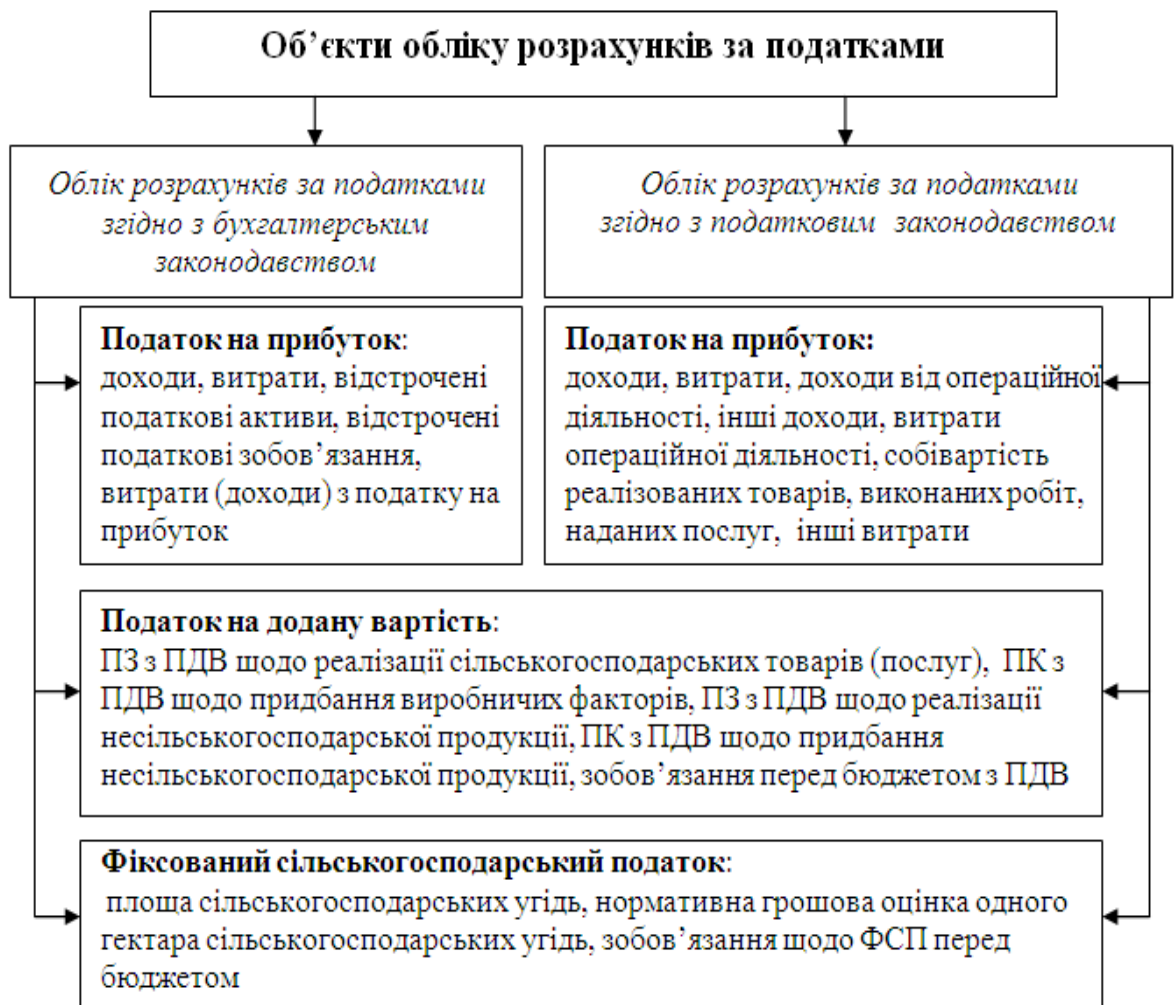 Об’єкти обліку розрахунків за податками
Облік розрахунків за податками
згідно з бухгалтерським
законодавством
Облік розрахунків за податками
згідно з податковим законодавством
Податок на прибуток:
доходи, витрати, відстрочені
податкові активи, відстрочені
податкові зобов’язання,
витрати (доходи) з податку на
прибуток
Податок на прибуток:
доходи, витрати, доходи від операційної
діяльності, інші доходи, витрати
операційної діяльності, собівартість
реалізованих товарів, виконаних робіт,
наданих послуг, інші витрати
Податок на додану вартість:
ПЗ з ПДВ щодо реалізації сільськогосподарських товарів (послуг), ПК з
ПДВ щодо придбання виробничих факторів, ПЗ з ПДВ щодо реалізації
несільськогосподарської продукції, ПК з ПДВ щодо придбання
несільськогосподарської продукції, зобов’язання перед бюджетом з ПДВ
Фіксований сільськогосподарський податок:
площа сільськогосподарських угідь, нормативна грошова оцінка одного
гектара сільськогосподарських угідь, зобов’язання щодо ФСП перед
бюджетом